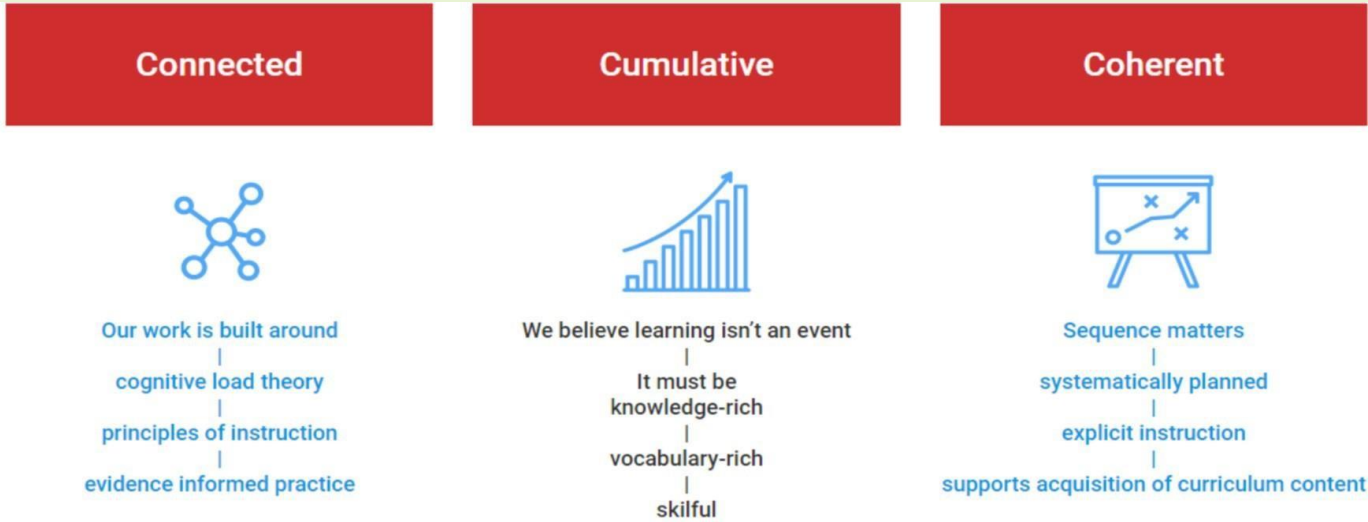 Connected
Our work is built around
|
cognitive load theory
|
principles of instruction
|
evidence informed practice
Cumulative
We believe learning isn’t an event
|
It must be
knowledge-rich
|
vocabulary-rich
|
skilful
Coherent
Sequence matters
|
systematically planned
|
explicit instruction
|
supports acquisition of curriculum content